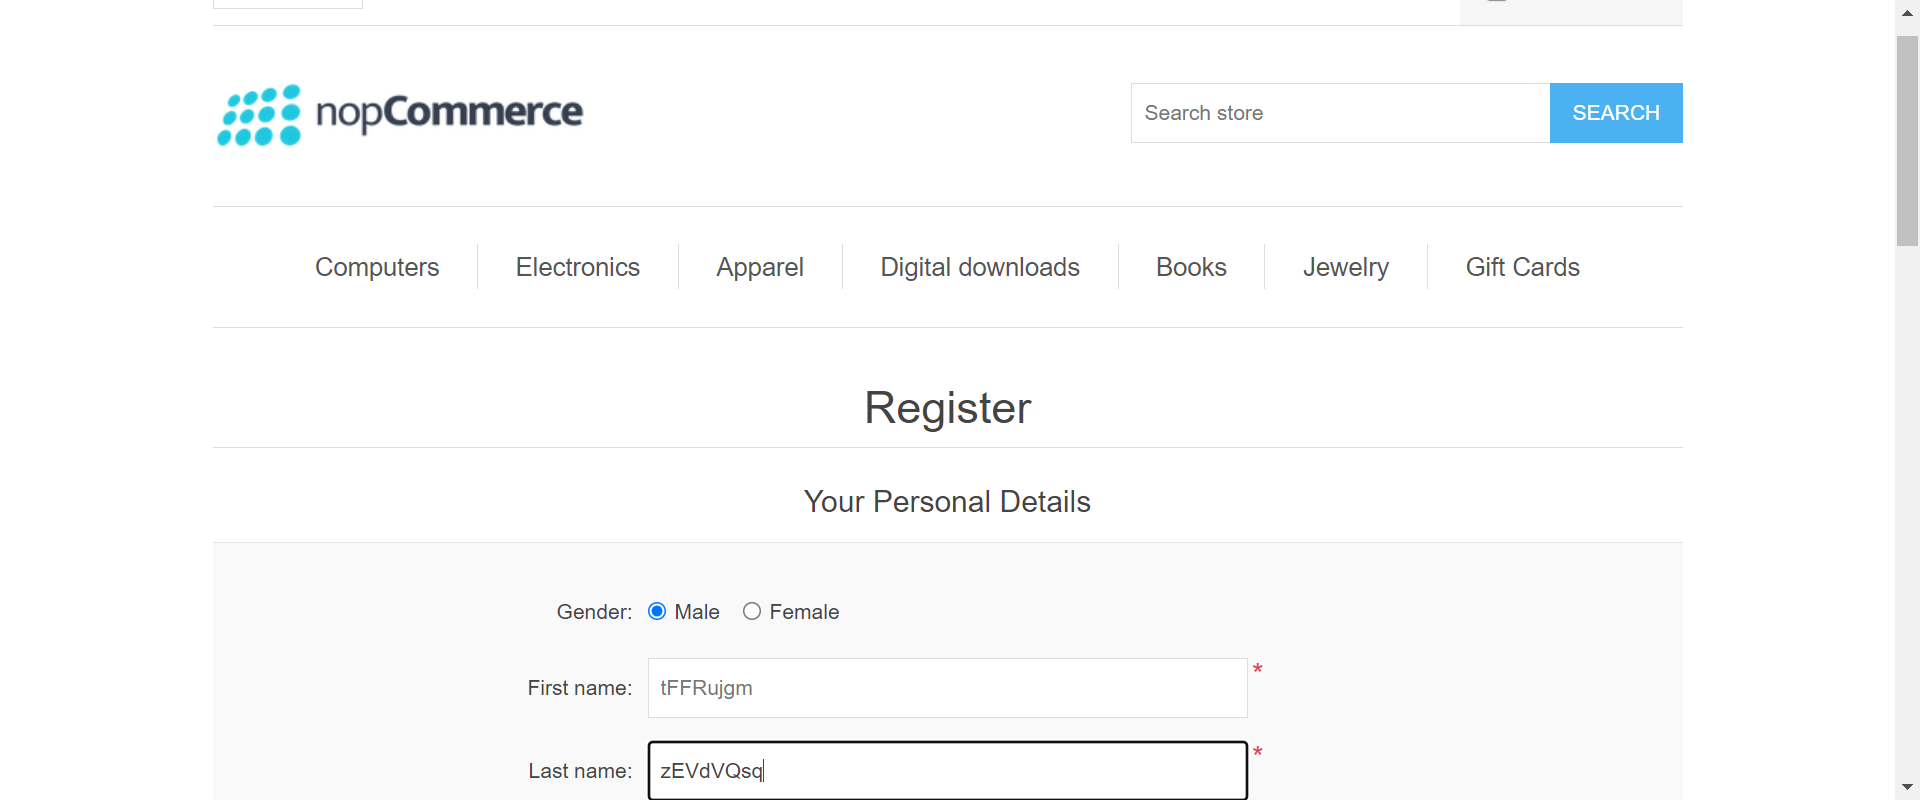 nopCommerce
Search store SEARCH
Computers Electronics Apparel Digital downloads Books Jewelry Gift Cards
Register
Your Personal Details
Gender: Male Female
First name: tFFRujgm *
Last name: zEVdVQsq *